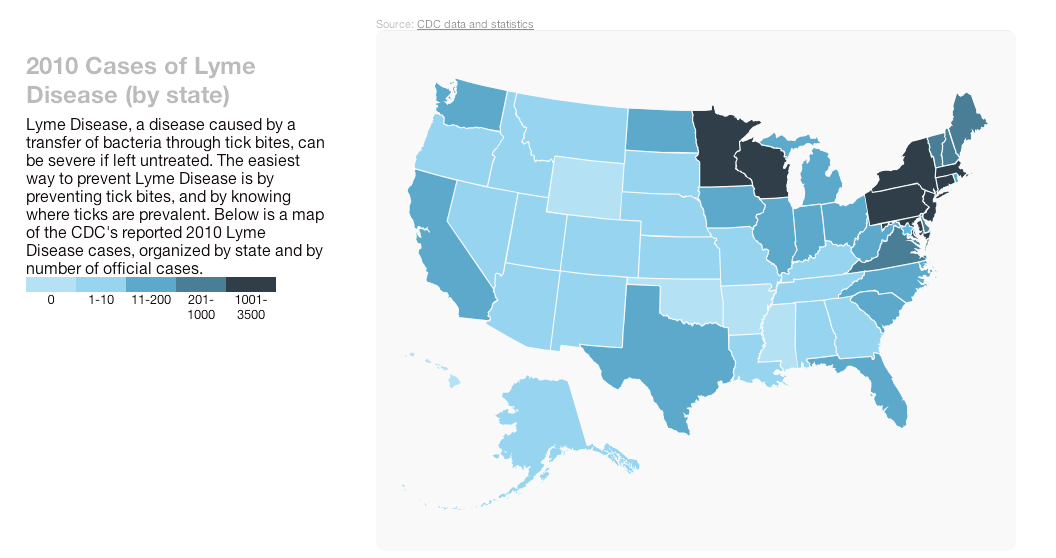 Source: CDC data and statistics
2010 Cases of Lyme
Disease (by state)
Lyme Disease, a disease caused by a
transfer of bacteria through tick bites, can
be severe if left untreated. The easiest
way to prevent Lyme Disease is by
preventing tick bites, and by knowing
where ticks are prevalent. Below is a map
of the CDC's reported 2010 Lyme
Disease cases, organized by state and by
number of official cases.
0 1-10 11-200 201- 1001-
1000 3500